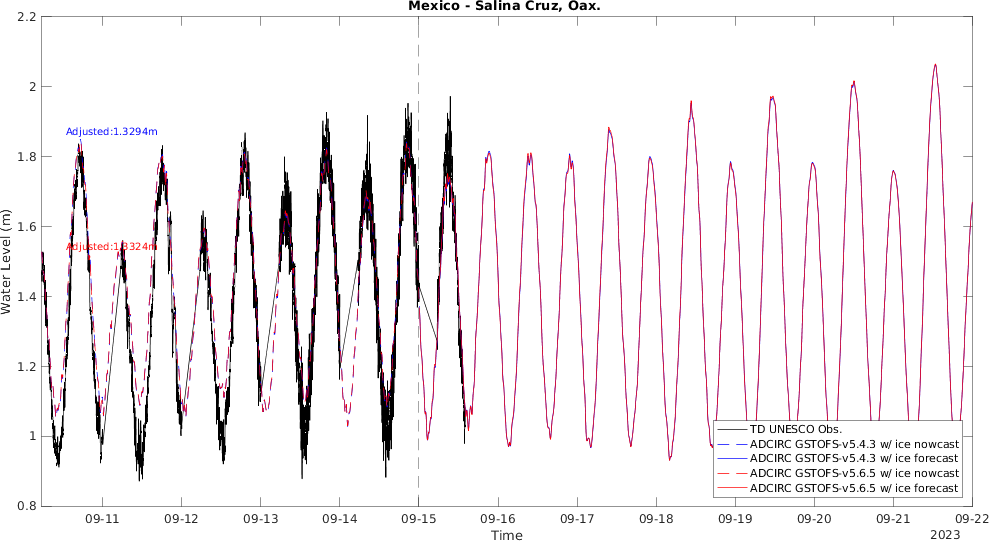 Mexico - Salina Cruz, Oax.
2.2
2
1.8
1.6
1.4
1.2
1
0.8
Water Level (m)
Adjusted:1.3294m
Adjusted:1.3324m
TD UNESCO Obs.
ADCIRC GSTOFS-v5.4.3 w/ ice nowcast
ADCIRC GSTOFS-v5.4.3 w/ ice forecast
ADCIRC GSTOFS-v5.6.5 w/ ice nowcast
ADCIRC GSTOFS-v5.6.5 w/ ice forecast
09-11 09-12 09-13 09-14 09-15 09-16 09-17 09-18 09-19 09-20 09-21 09-22
Time
2023